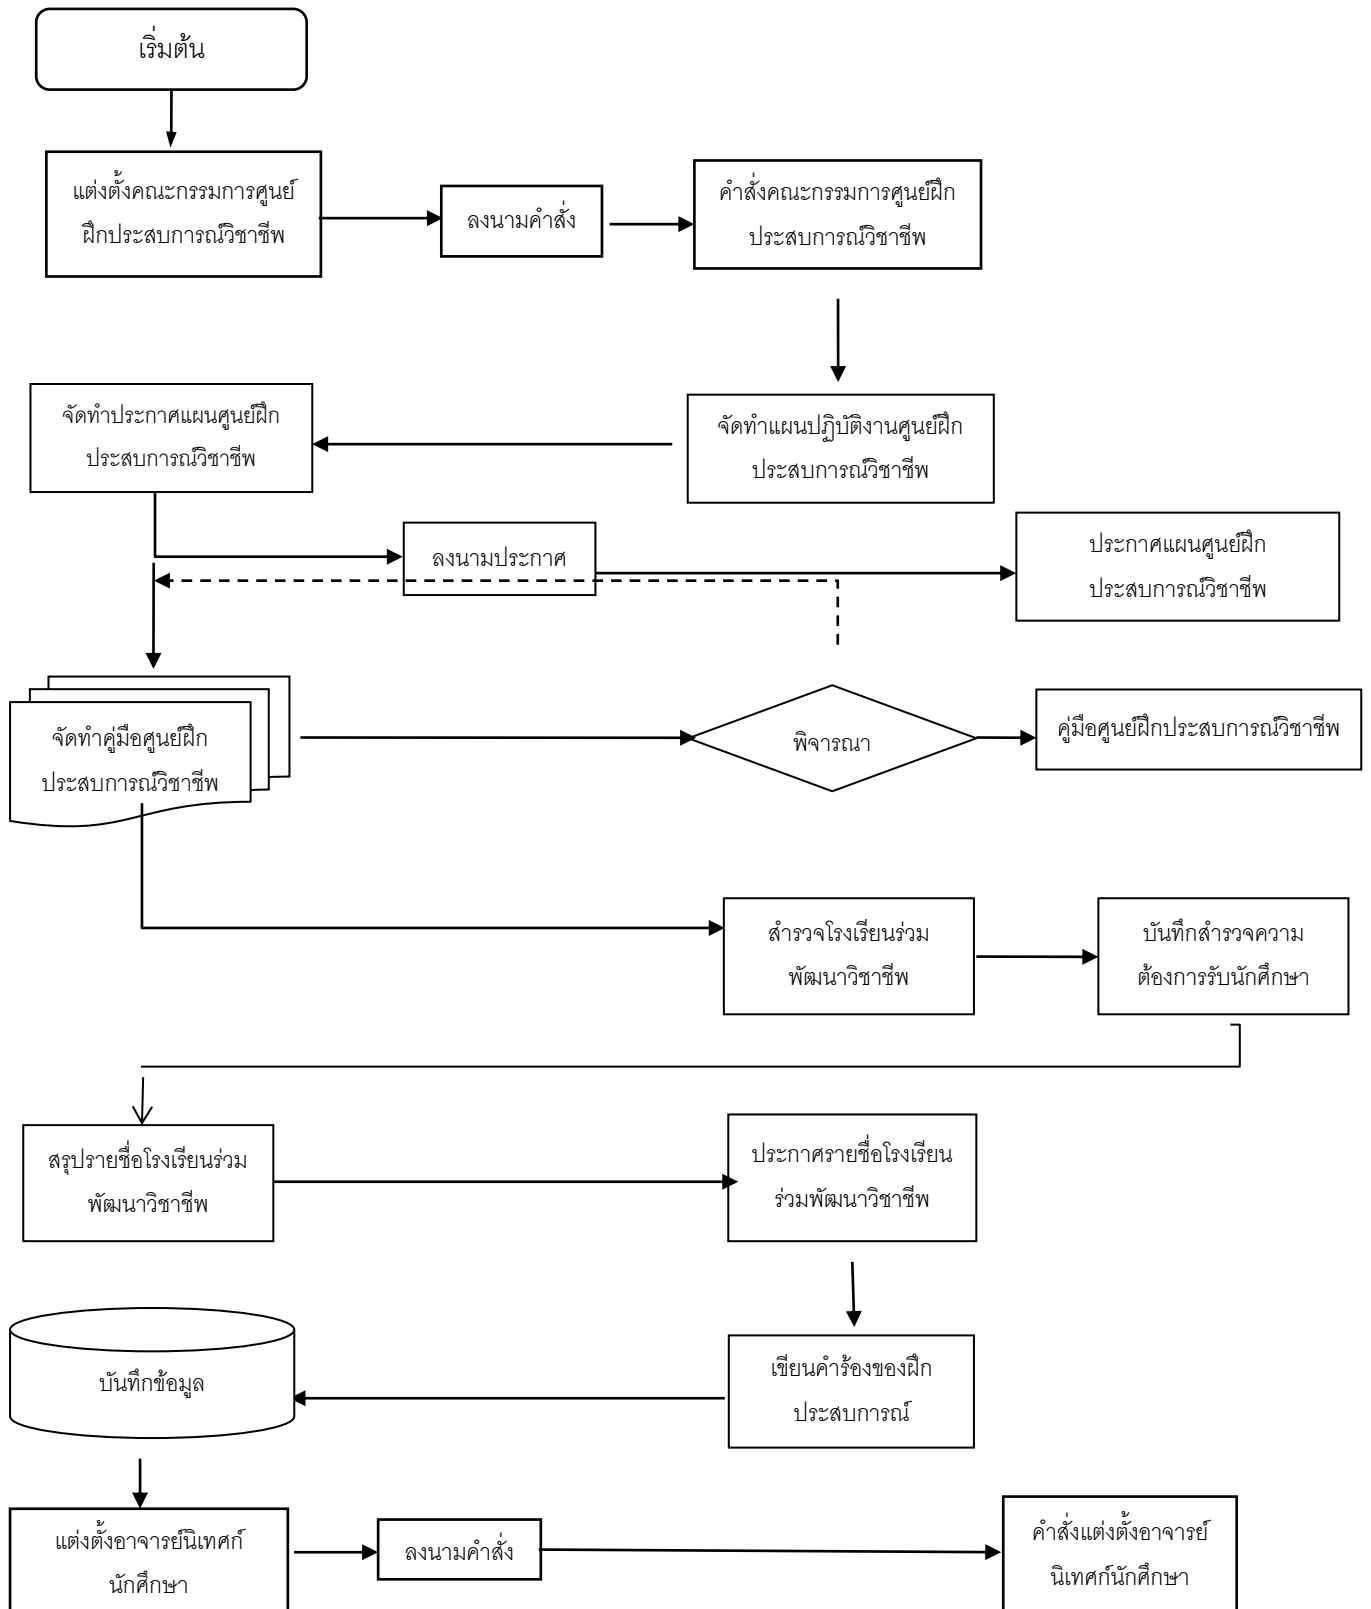 เริ่มต้น
แต่งตั้งคณะกรรมการศูนย์
ฝึกประสบการณ์วิชาชีพ
ลงนามคำสั่ง
คำสั่งคณะกรรมการศูนย์ฝึก
ประสบการณ์วิชาชีพ
จัดทำประกาศแผนศูนย์ฝึก
ประสบการณ์วิชาชีพ
จัดทำแผนปฏิบัติงานศูนย์ฝึก
ประสบการณ์วิชาชีพ
ลงนามประกาศ
ประกาศแผนศูนย์ฝึก
ประสบการณ์วิชาชีพ
จัดทำคู่มือศูนย์ฝึก
ประสบการณ์วิชาชีพ
พิจารณา
คู่มือศูนย์ฝึกประสบการณ์วิชาชีพ
สำรวจโรงเรียนร่วม
พัฒนาวิชาชีพ
บันทึกสำรวจความ
ต้องการรับนักศึกษา
สรุปรายชื่อโรงเรียนร่วม
พัฒนาวิชาชีพ
ประกาศรายชื่อโรงเรียน
ร่วมพัฒนาวิชาชีพ
บันทึกข้อมูล
เขียนคำร้องของฝึก
ประสบการณ์
แต่งตั้งอาจารย์นิเทศก์
นักศึกษา
ลงนามคำสั่ง
คำสั่งแต่งตั้งอาจารย์
นิเทศก์นักศึกษา